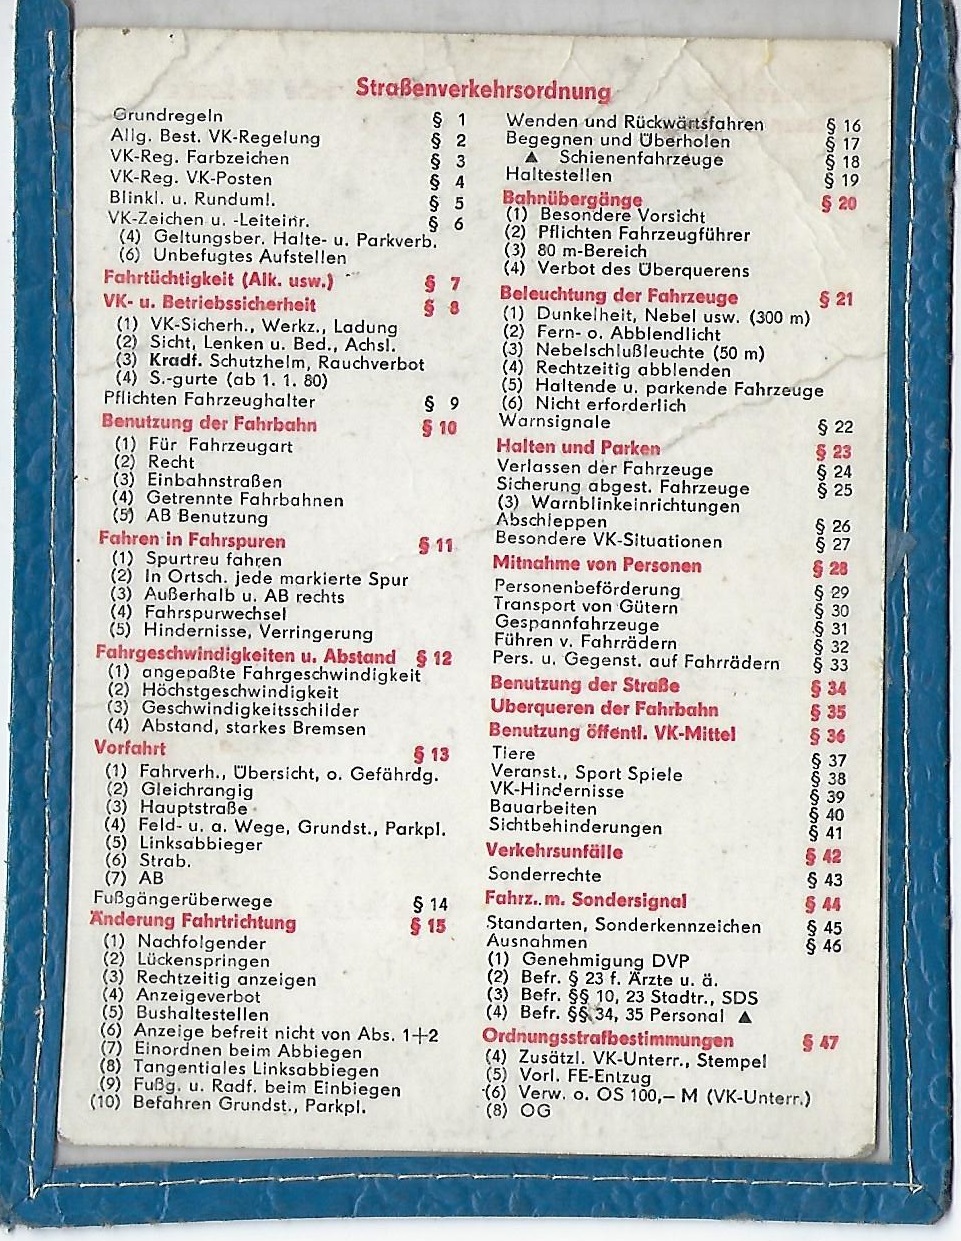 Straßenverkehrsordnung
Grundregeln § 1
Allg. Best. VK-Regelung § 2
VK-Reg. Farbzeichen § 3
VK-Reg. VK-Posten § 4
Blinkl. u. Runduml. § 5
VK-Zeichen u. -Leiteinr. § 6
(4) Geltungsber. Halte- u. Parkverb.
(6) Unbefugtes Aufstellen
Fahrtüchtigkeit (Alk. usw.) § 7
VK- u. Betriebssicherheit § 8
(1) VK-Sicherh., Werkz., Ladung
(2) Sicht, Lenken u. Bed., Achsl.
(3) Kradf. Schutzhelm, Rauchverbot
(4) S.-gurte (ab 1. 1. 80)
Pflichten Fahrzeughalter § 9
Benutzung der Fahrbahn § 10
(1) Für Fahrzeugart
(2) Recht
(3) Einbahnstraßen
(4) Getrennte Fahrbahnen
(5) AB Benutzung
Fahren in Fahrspuren § 11
(1) Spurtreu fahren
(2) In Ortsch. jede markierte Spur
(3) Außerhalb u. AB rechts
(4) Fahrspurwechsel
(5) Hindernisse, Verringerung
Fahrgeschwindigkeiten u. Abstand § 12
(1) angepaßte Fahrgeschwindigkeit
(2) Höchstgeschwindigkeit
(3) Geschwindigkeitsschilder
(4) Abstand, starkes Bremsen
Vorfahrt § 13
(1) Fahrverh., Übersicht, o. Gefährdg.
(2) Gleichrangig
(3) Hauptstraße
(4) Feld- u. a. Wege, Grundst., Parkpl.
(5) Linksabbieger
(6) Strab.
(7) AB
Fußgängerüberwege § 14
Änderung Fahrtrichtung § 15
(1) Nachfolgender
(2) Lückenspringen
(3) Rechtzeitig anzeigen
(4) Anzeigeverbot
(5) Bushaltestellen
(6) Anzeige befreit nicht von Abs. 1+2
(7) Einordnen beim Abbiegen
(8) Tangentiales Linksabbiegen
(9) Fußg. u. Radf. beim Einbiegen
(10) Befahren Grundst., Parkpl.
Wenden und Rückwärtsfahren § 16
Begegnen und Überholen § 17
▲ Schienenfahrzeuge § 18
Haltestellen § 19
Bahnübergänge § 20
(1) Besondere Vorsicht
(2) Pflichten Fahrzeugführer
(3) 80 m-Bereich
(4) Verbot des Überquerens
Beleuchtung der Fahrzeuge § 21
(1) Dunkelheit, Nebel usw. (300 m)
(2) Fern- o. Abblendlicht
(3) Nebelschlußleuchte (50 m)
(4) Rechtzeitig abblenden
(5) Haltende u. parkende Fahrzeuge
(6) Nicht erforderlich
Warnsignale § 22
Halten und Parken § 23
Verlassen der Fahrzeuge § 24
Sicherung abgest. Fahrzeuge § 25
(3) Warnblinkeinrichtungen
Abschleppen § 26
Besondere VK-Situationen § 27
Mitnahme von Personen § 28
Personenbeförderung § 29
Transport von Gütern § 30
Gespannfahrzeuge § 31
Führen v. Fahrrädern § 32
Pers. u. Gegenst. auf Fahrrädern § 33
Benutzung der Straße § 34
Uberqueren der Fahrbahn § 35
Benutzung öffentl. VK-Mittel § 36
Tiere § 37
Veranst., Sport Spiele § 38
VK-Hindernisse § 39
Bauarbeiten § 40
Sichtbehinderungen § 41
Verkehrsunfälle § 42
Sonderrechte § 43
Fahrz. m. Sondersignal § 44
Standarten, Sonderkennzeichen § 45
Ausnahmen § 46
(1) Genehmigung DVP
(2) Befr. § 23 f. Ärzte u. ä.
(3) Befr. §§ 10, 23 Stadtr., SDS
(4) Befr. §§ 34, 35 Personal ▲
Ordnungsstrafbestimmungen § 47
(4) Zusätzl. VK-Unterr., Stempel
(5) Vorl. FE-Entzug
(6) Verw. o. OS 100,– M (VK-Unterr.)
(8) OG